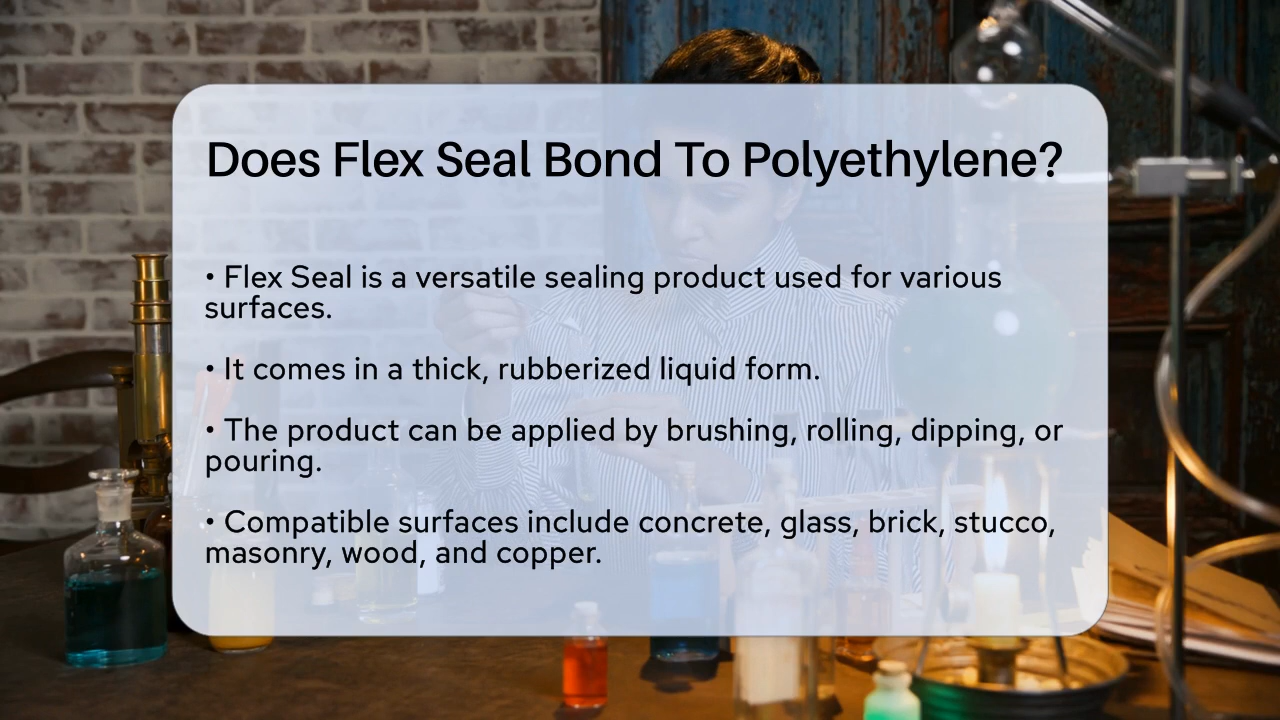 Does Flex Seal Bond To Polyethylene?
• Flex Seal is a versatile sealing product used for various
surfaces.
• It comes in a thick, rubberized liquid form.
• The product can be applied by brushing, rolling, dipping, or
pouring.
• Compatible surfaces include concrete, glass, brick, stucco,
masonry, wood, and copper.